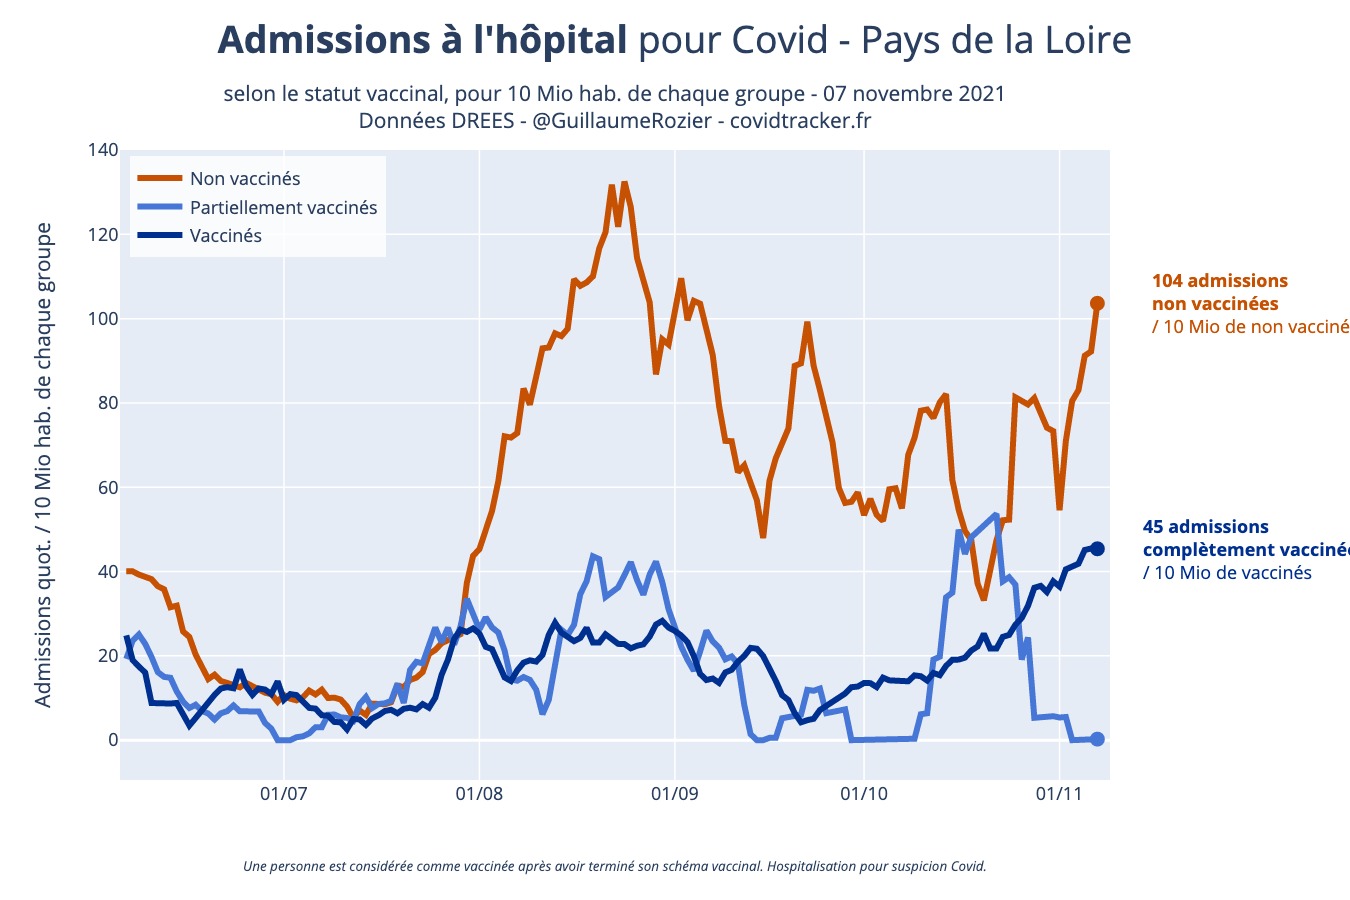 Admissions à l'hôpital pour Covid - Pays de la Loire
selon le statut vaccinal, pour 10 Mio hab. de chaque groupe - 07 novembre 2021
Données DREES - @GuillaumeRozier - covidtracker.fr
Admissions quot. / 10 Mio hab. de chaque groupe
140
120
100
80
60
40
20
0
Non vaccinés
Partiellement vaccinés
Vaccinés
104 admissions
non vaccinées
/ 10 Mio de non vacciné
45 admissions
complètement vacciné
/ 10 Mio de vaccinés
01/07
01/08
01/09
01/10
01/11
Une personne est considérée comme vaccinée après avoir terminé son schéma vaccinal. Hospitalisation pour suspicion Covid.